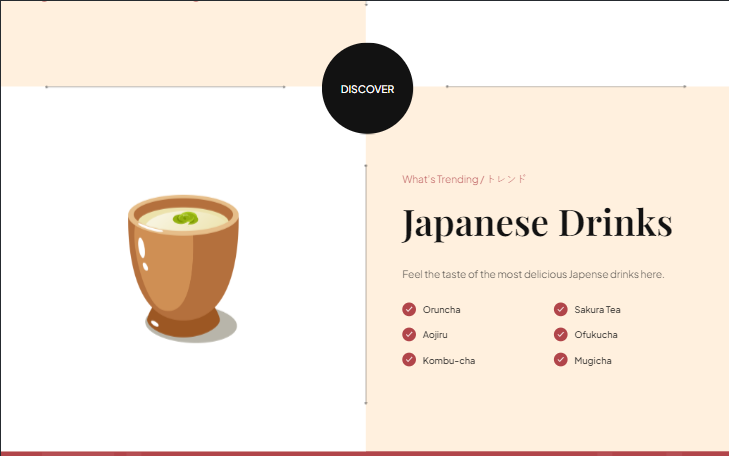 DISCOVER
What's Trending / トレンド
Japanese Drinks
Feel the taste of the most delicious Japense drinks here.
Oruncha
Sakura Tea
Aojiru
Ofukucha
Kombu-cha
Mugicha